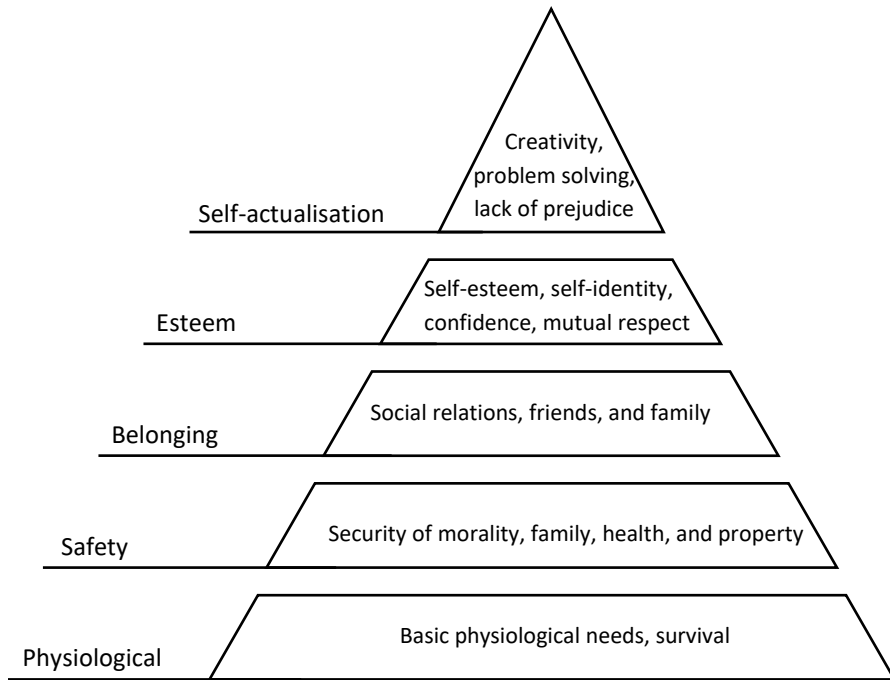 Creativity,
problem solving,
lack of prejudice
Self-actualisation
Self-esteem, self-identity,
confidence, mutual respect
Esteem
Social relations, friends, and family
Belonging
Security of morality, family, health, and property
Safety
Basic physiological needs, survival
Physiological